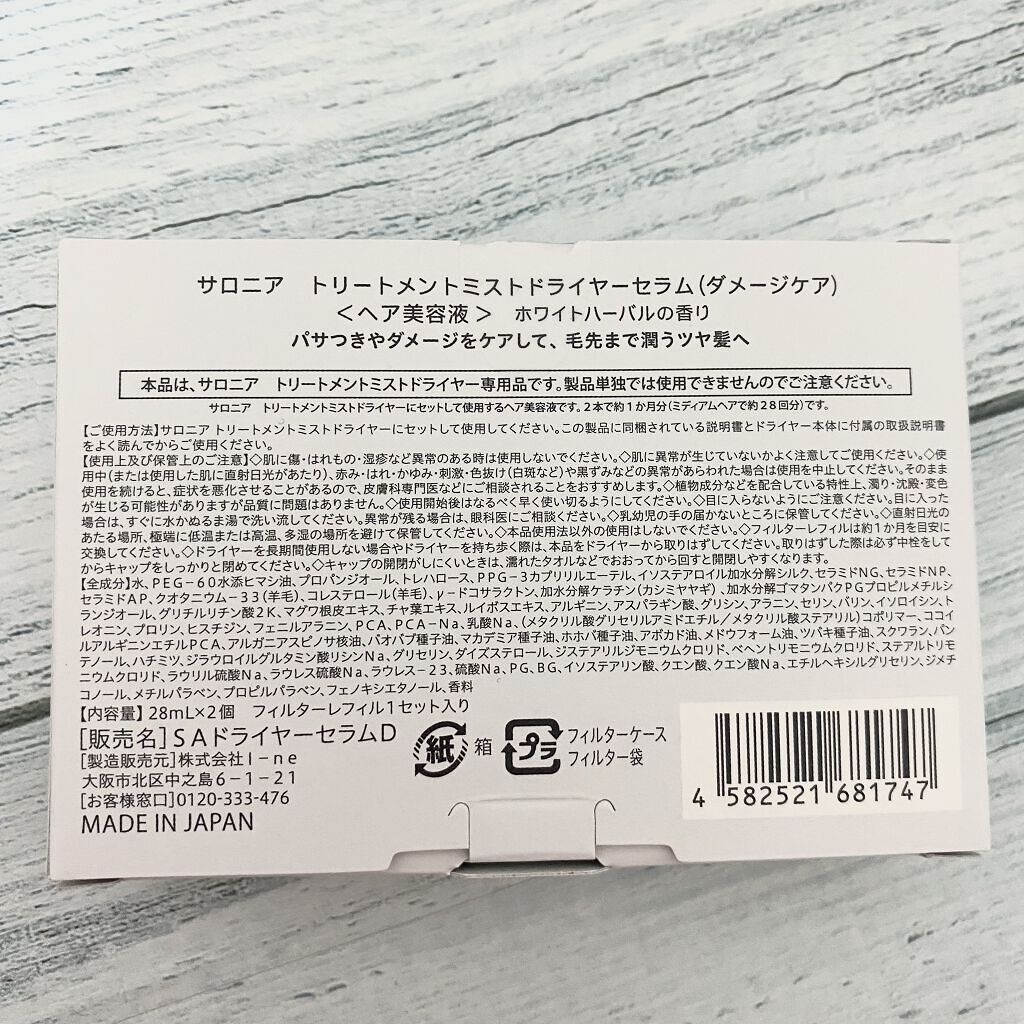 サロニア　トリートメントミストドライヤーセラム(ダメージケア)
＜ヘア美容液＞　ホワイトハーバルの香り
パサつきやダメージをケアして、毛先まで潤うツヤ髪へ
本品は、サロニア　トリートメントミストドライヤー専用品です。製品単独では使用できませんのでご注意ください。
サロニア　トリートメントミストドライヤーにセットして使用するヘア美容液です。2本で約1か月分(ミディアムヘアで約28回分)です。
【ご使用方法】サロニア トリートメントミストドライヤーにセットして使用してください。この製品に同梱されている説明書とドライヤー本体に付属の取扱説明書
をよく読んでからご使用ください。
【使用上及び保管上のご注意】◇肌に傷・はれもの・湿疹など異常のある時は使用しないでください。◇肌に異常が生じていないかよく注意してご使用ください。◇使
用中(または使用した肌に直射日光があたり)、赤み・はれ・かゆみ・刺激・色抜け(白斑など)や黒ずみなどの異常があらわれた場合は使用を中止してください。そのまま
使用を続けると、症状を悪化させることがあるので、皮膚科専門医などにご相談されることをおすすめします。◇植物成分などを配合している特性上、濁り・沈殿・変色
が生じる可能性がありますが品質に問題はありません。◇使用開始後はなるべく早く使い切るようにしてください。◇目に入らないようにご注意ください。目に入った
場合は、すぐに水かぬるま湯で洗い流してください。異常が残る場合は、眼科医にご相談ください。◇乳幼児の手の届かないところに保管してください。◇直射日光の
あたる場所、極端に低温または高温、多湿の場所を避けて保管してください。◇本品使用法以外の使用はしないでください。◇フィルターレフィルは約1か月を目安に
交換してください。◇ドライヤーを長期間使用しない場合やドライヤーを持ち歩く際は、本品をドライヤーから取りはずしてください。取りはずした際は必ず中栓をして
からキャップをしっかりと閉めてください。◇キャップの開閉がしにくいときは、濡れたタオルなどでおおってから回すと開閉しやすくなります。
【全成分】水、PEG-60水添ヒマシ油、プロパンジオール、トレハロース、PPG-3カプリリルエーテル、イソステアロイル加水分解シルク、セラミドNG、セラミドNP、
セラミドAP、クオタニウム-33(羊毛)、コレステロール(羊毛)、γ-ドコサラクトン、加水分解ケラチン(カシミヤヤギ)、加水分解ゴマタンパクPGプロピルメチルシ
ランジオール、グリチルリチン酸2K、マグワ根皮エキス、チャ葉エキス、ルイボスエキス、アルギニン、アスパラギン酸、グリシン、アラニン、セリン、バリン、イソロイシン、ト
レオニン、プロリン、ヒスチジン、フェニルアラニン、PCA、PCA-Na、乳酸Na、(メタクリル酸グリセリルアミドエチル/メタクリル酸ステアリル)コポリマー、ココイ
ルアルギニンエチルPCA、アルガニアスピノサ核油、バオバブ種子油、マカデミア種子油、ホホバ種子油、アボカド油、メドウフォーム油、ツバキ種子油、スクワラン、パン
テノール、ハチミツ、ジラウロイルグルタミン酸リシンNa、グリセリン、ダイズステロール、ジステアリルジモニウムクロリド、ベヘントリモニウムクロリド、ステアルトリモ
ニウムクロリド、ラウリル硫酸Na、ラウレス硫酸Na、ラウレス-23、硫酸Na、PG、BG、イソステアリン酸、クエン酸、クエン酸Na、エチルヘキシルグリセリン、ジメチ
コノール、メチルパラベン、プロピルパラベン、フェノキシエタノール、香料
【内容量】28mL×2個　フィルターレフィル1セット入り
[販売名]SAドライヤーセラムD
[製造販売元]株式会社I-ne
大阪市北区中之島6-1-21
[お客様窓口]0120-333-476
MADE IN JAPAN
紙 箱
プラ フィルターケース
フィルター袋
4 582521 681747